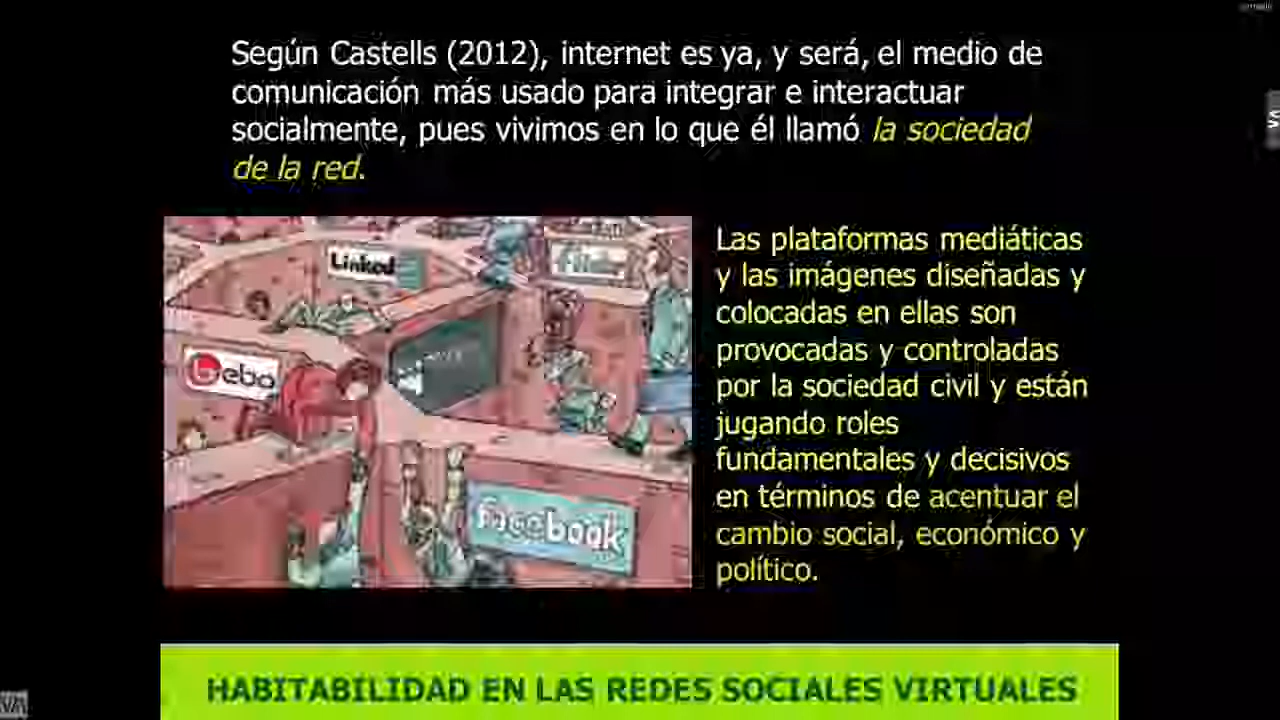 Según Castells (2012), internet es ya, y será, el medio de
comunicación más usado para integrar e interactuar
socialmente, pues vivimos en lo que él llamó la sociedad
de la red.
Linked
bebo
facebook
Las plataformas mediáticas
y las imágenes diseñadas y
colocadas en ellas son
provocadas y controladas
por la sociedad civil y están
jugando roles
fundamentales y decisivos
en términos de acentuar el
cambio social, económico y
político.
HABITABILIDAD EN LAS REDES SOCIALES VIRTUALES